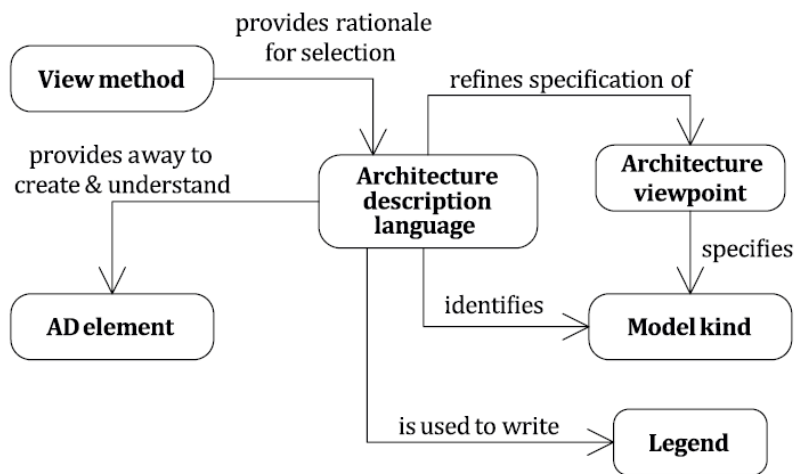 provides rationale
for selection
View method
refines specification of
provides away to
create & understand
Architecture
description
language
Architecture
viewpoint
specifies
AD element
identifies
Model kind
is used to write
Legend